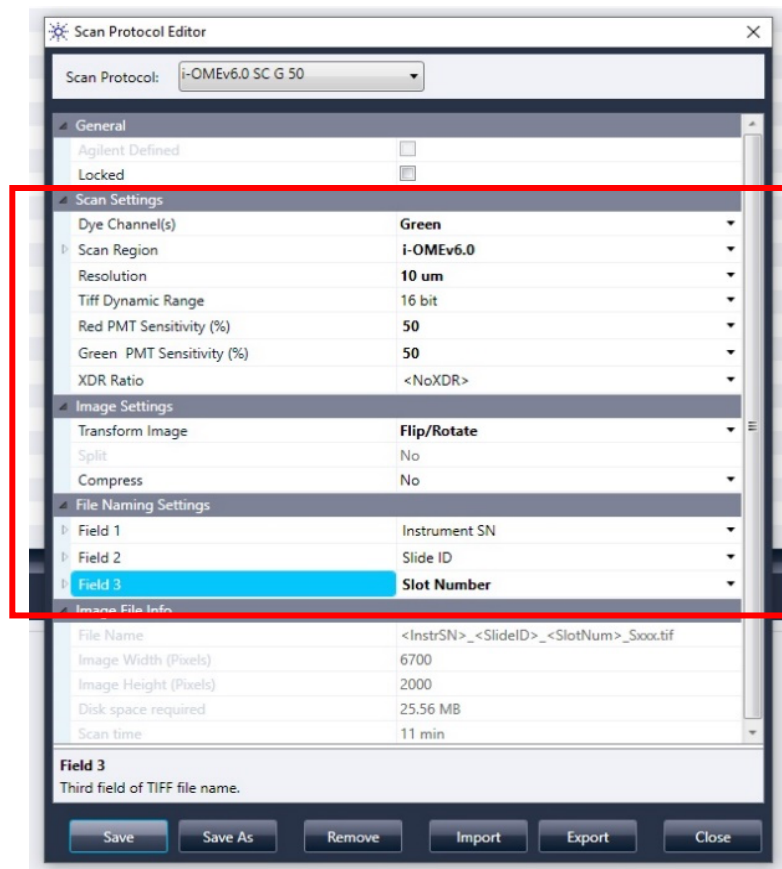 Scan Protocol Editor
Scan Protocol: i-OMEv6.0 SC G 50
General
Agilent Defined
Locked
Scan Settings
Dye Channel(s) Green
Scan Region i-OMEv6.0
Resolution 10 um
Tiff Dynamic Range 16 bit
Red PMT Sensitivity (%) 50
Green PMT Sensitivity (%) 50
XDR Ratio <NoXDR>
Image Settings
Transform Image Flip/Rotate
Split No
Compress No
File Naming Settings
Field 1 Instrument SN
Field 2 Slide ID
Field 3 Slot Number
Image File Info
File Name <InstrSN>_<SlideID>_<SlotNum>_Sxxx.tif
Image Width (Pixels) 6700
Image Height (Pixels) 2000
Disk space required 25.56 MB
Scan time 11 min
Field 3
Third field of TIFF file name.
Save Save As Remove Import Export Close